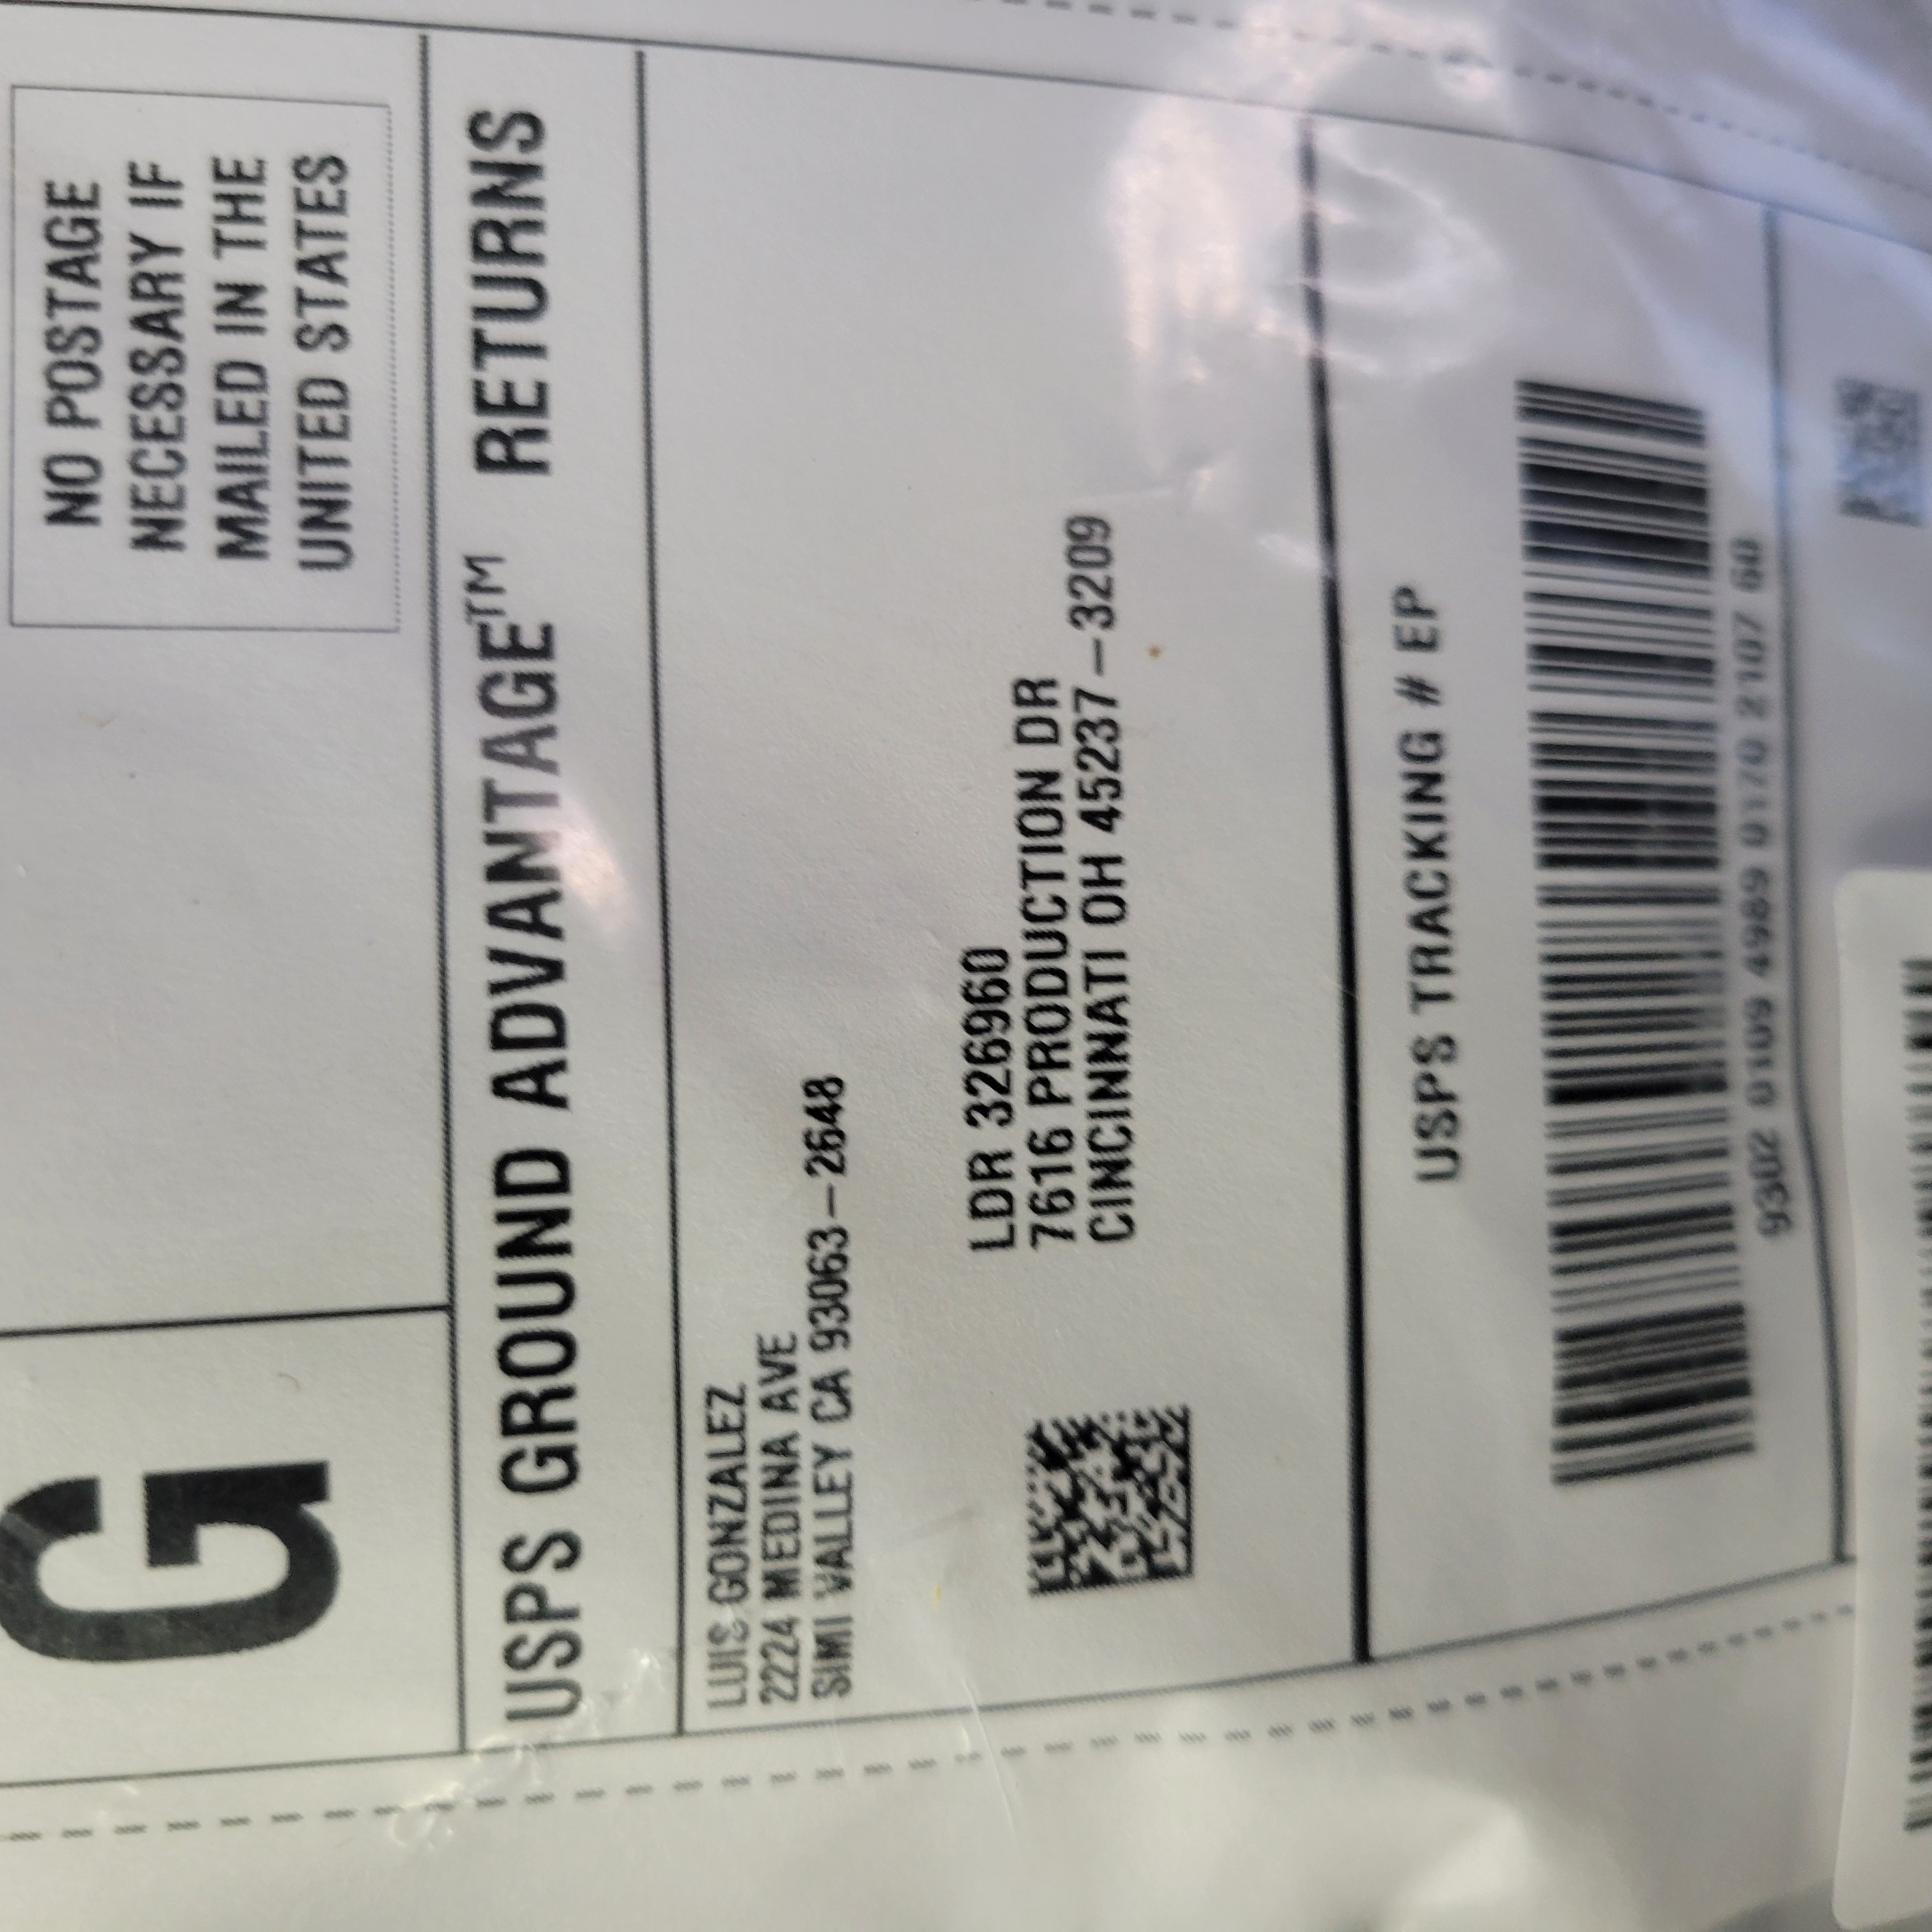 G
NO POSTAGE
NECESSARY IF
MAILED IN THE
UNITED STATES
USPS GROUND ADVANTAGE™ RETURNS
LUIS GONZALEZ
2224 MEDINA AVE
SIMI VALLEY CA 93063-2648
LDR 326960
7616 PRODUCTION DR
CINCINNATI OH 45237-3209
USPS TRACKING # EP
9302 0109 4989 0170 2107 60